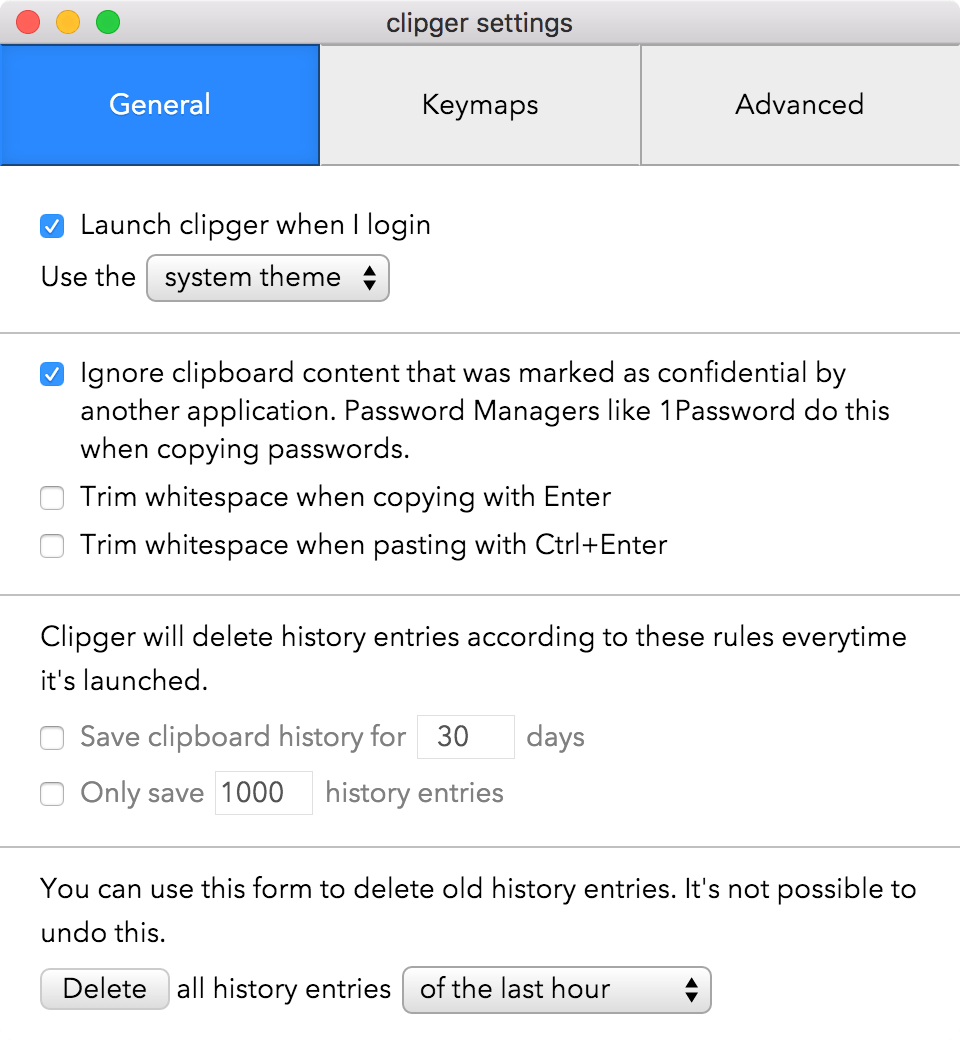 clipger settings
General Keymaps Advanced
Launch clipger when I login
Use the system theme
Ignore clipboard content that was marked as confidential by
another application. Password Managers like 1Password do this
when copying passwords.
Trim whitespace when copying with Enter
Trim whitespace when pasting with Ctrl+Enter
Clipger will delete history entries according to these rules everytime
it's launched.
Save clipboard history for 30 days
Only save 1000 history entries
You can use this form to delete old history entries. It's not possible to
undo this.
Delete all history entries of the last hour